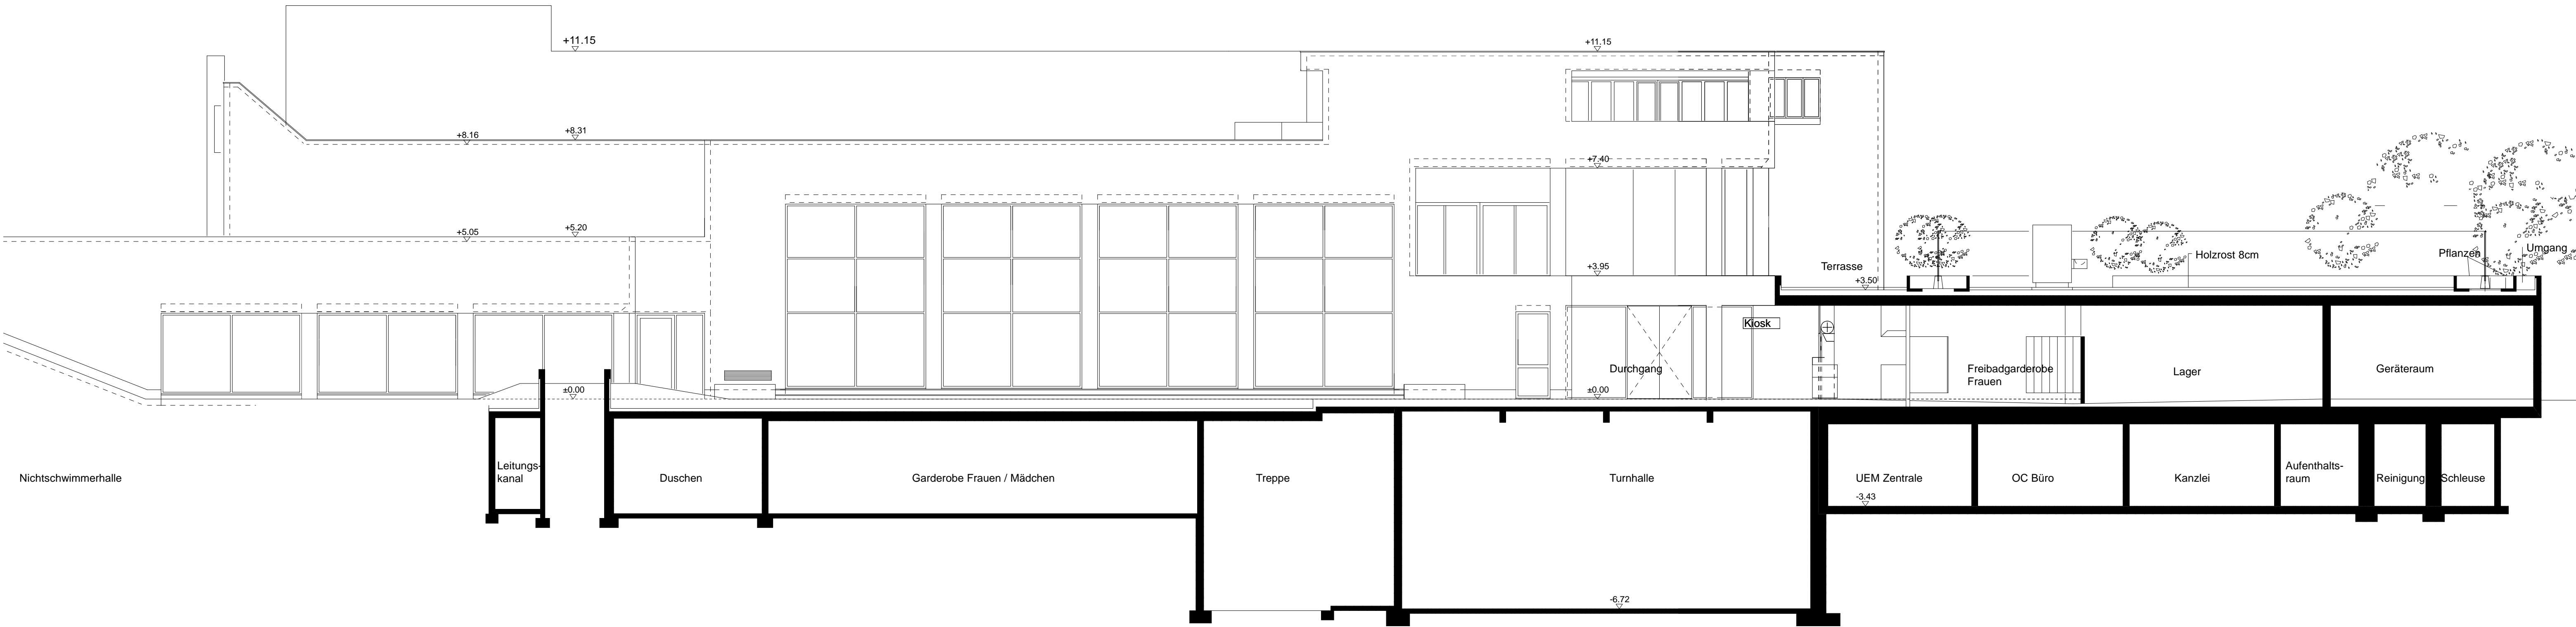 +11.15
+11.15
+8.16
+8.31
+7.40
+5.05
+5.20
Umgang
Pflanzen
Holzrost 8cm
Terrasse
+3.95
+3.50
Kiosk
Durchgang
Freibadgarderobe
Frauen
Lager
Geräteraum
±0.00
±0.00
Nichtschwimmerhalle
Leitungs-
kanal
Duschen
Garderobe Frauen / Mädchen
Treppe
Turnhalle
UEM Zentrale
OC Büro
Kanzlei
Aufenthalts-
raum
Reinigung
Schleuse
-3.43
-6.72